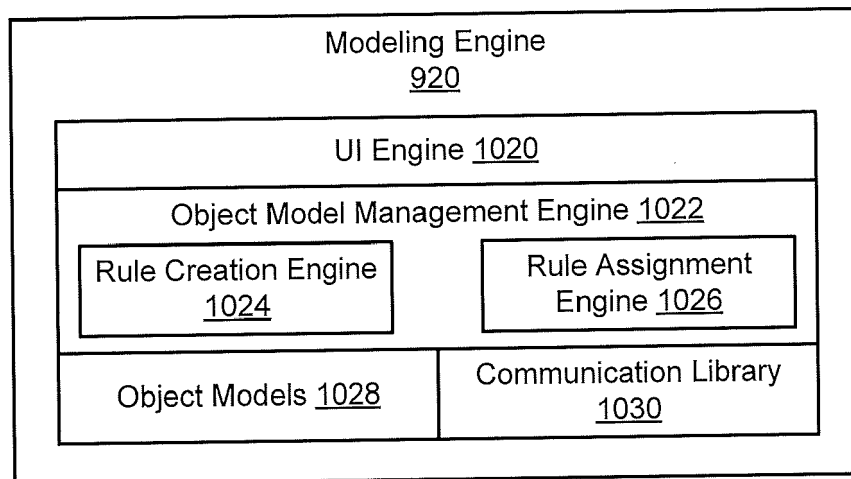 Modeling Engine
920
UI Engine 1020
Object Model Management Engine 1022
Rule Creation Engine
1024
Rule Assignment
Engine 1026
Object Models 1028
Communication Library
1030